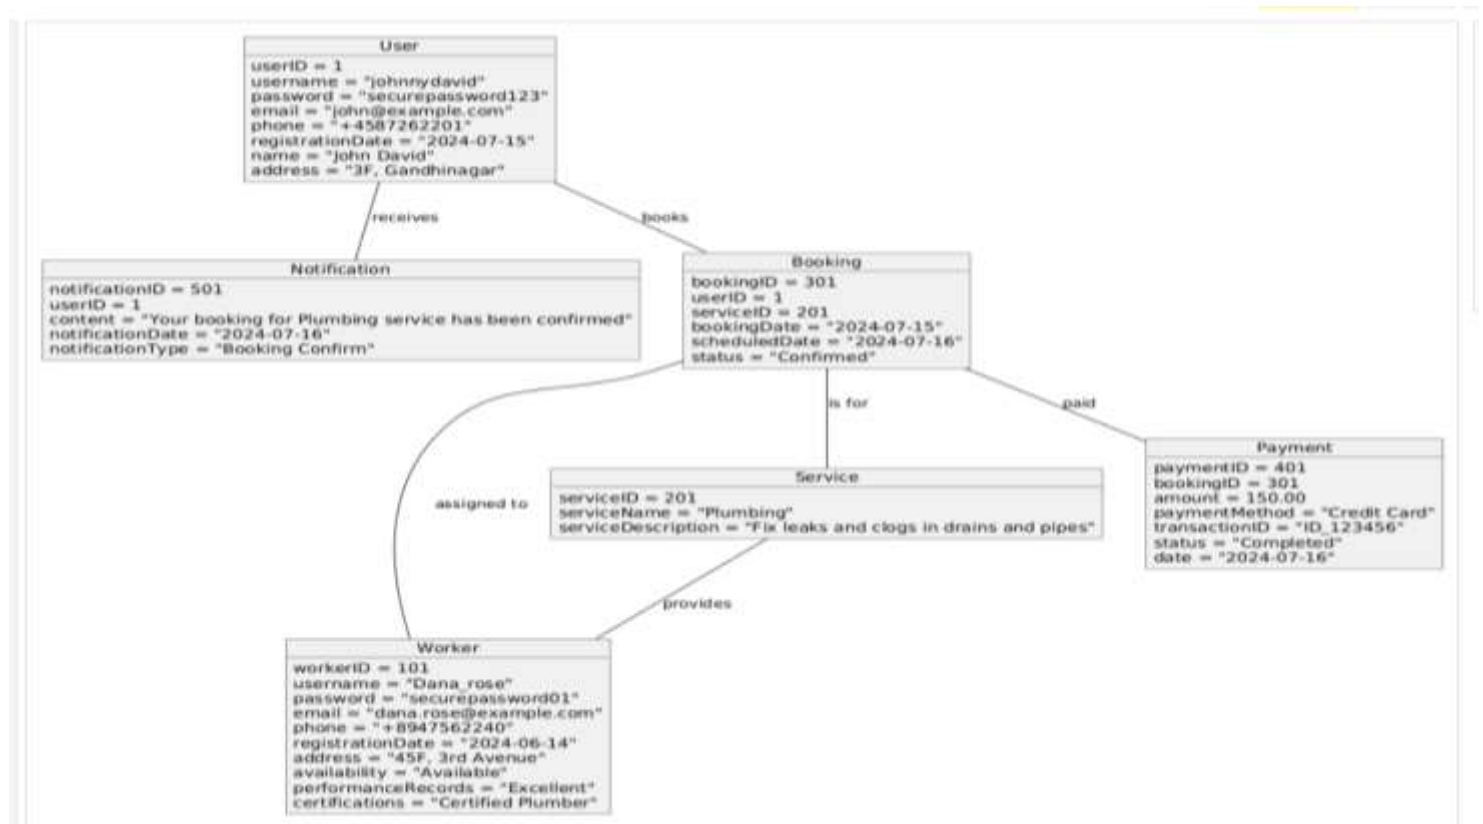 User
userID = 1
username = "johnnydavid"
password = "securepassword123"
email = "john@example.com"
phone = "+4587262201"
registrationDate = "2024-07-15"
name = "John David"
address = "3F, Gandhinagar"
receives
books
Notification
notificationID = 501
userID = 1
content = "Your booking for Plumbing service has been confirmed"
notificationDate = "2024-07-16"
notificationType = "Booking Confirm"
Booking
bookingID = 301
userID = 1
serviceID = 201
bookingDate = "2024-07-15"
scheduledDate = "2024-07-16"
status = "Confirmed"
is for
paid
assigned to
Service
serviceID = 201
serviceName = "Plumbing"
serviceDescription = "Fix leaks and clogs in drains and pipes"
Payment
paymentID = 401
bookingID = 301
amount = 150.00
paymentMethod = "Credit Card"
transactionID = "ID_123456"
status = "Completed"
date = "2024-07-16"
provides
Worker
workerID = 101
username = "Dana_rose"
password = "securepassword01"
email = "dana.rose@example.com"
phone = "+8947562240"
registrationDate = "2024-06-14"
address = "45F, 3rd Avenue"
availability = "Available"
performanceRecords = "Excellent"
certifications = "Certified Plumber"